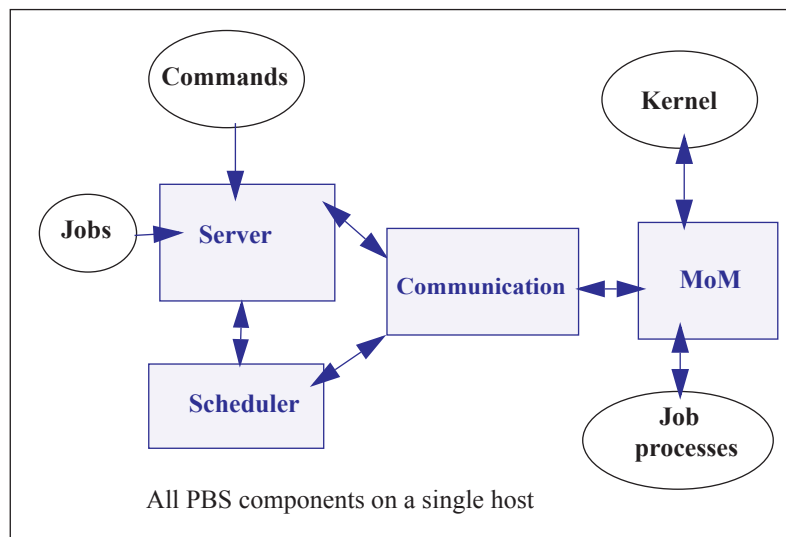 Commands
Kernel
Jobs
Server
Communication
MoM
Scheduler
Job
processes
All PBS components on a single host